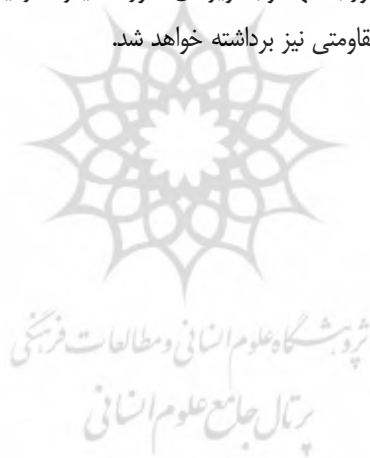 قاومتی نیز برداشته خواهد شد.
پژوهشگاه علوم انسانی و مطالعات فرهنگی
پرتال جامع علوم انسانی